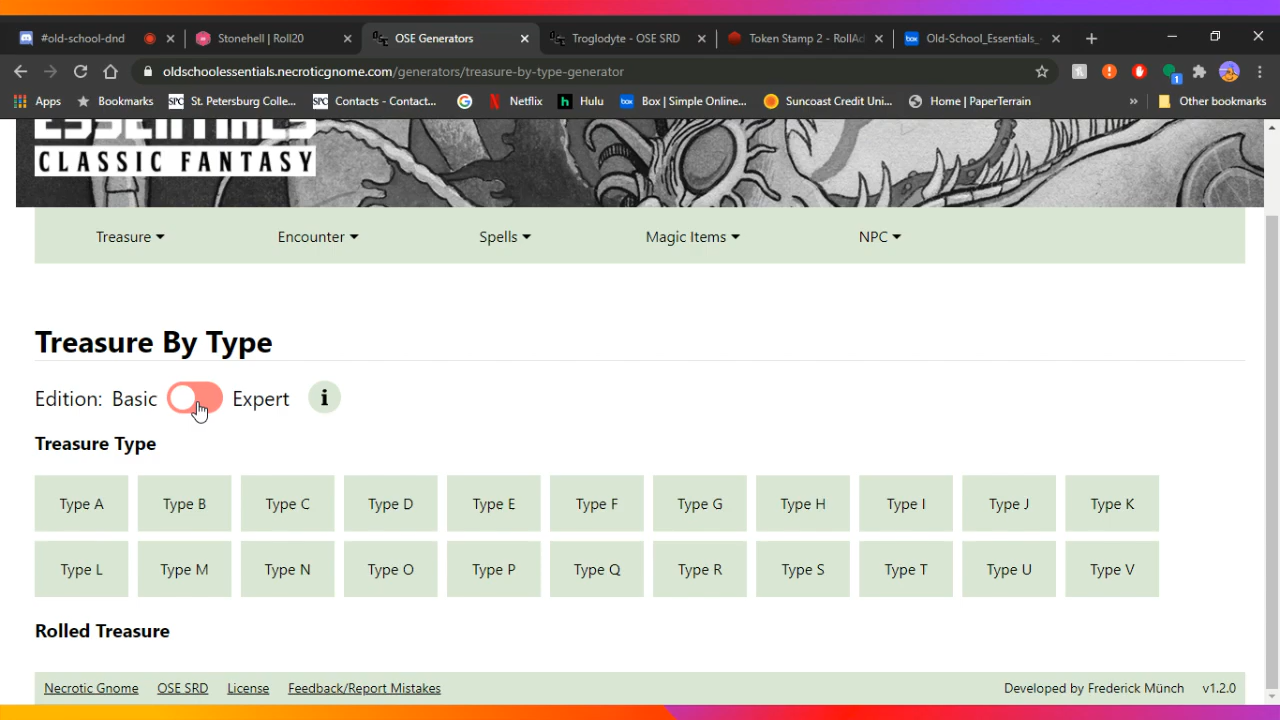 #old-school-dnd
Stonehell | Roll20
OSE Generators
Troglodyte - OSE SRD
Token Stamp 2 - RollAd
Old-School_Essentials_
oldschoolessentials.necroticgnome.com/generators/treasure-by-type-generator
Apps
Bookmarks
St. Petersburg Colle...
Contacts - Contact...
Netflix
Hulu
Box | Simple Online...
Suncoast Credit Uni...
Home | PaperTerrain
Other bookmarks
ESSENTIALS
CLASSIC FANTASY
Treasure Encounter Spells Magic Items NPC
Treasure By Type
Edition: Basic Expert i
Treasure Type
Type A Type B Type C Type D Type E Type F Type G Type H Type I Type J Type K
Type L Type M Type N Type O Type P Type Q Type R Type S Type T Type U Type V
Rolled Treasure
Necrotic Gnome OSE SRD License Feedback/Report Mistakes Developed by Frederick Münch v1.2.0